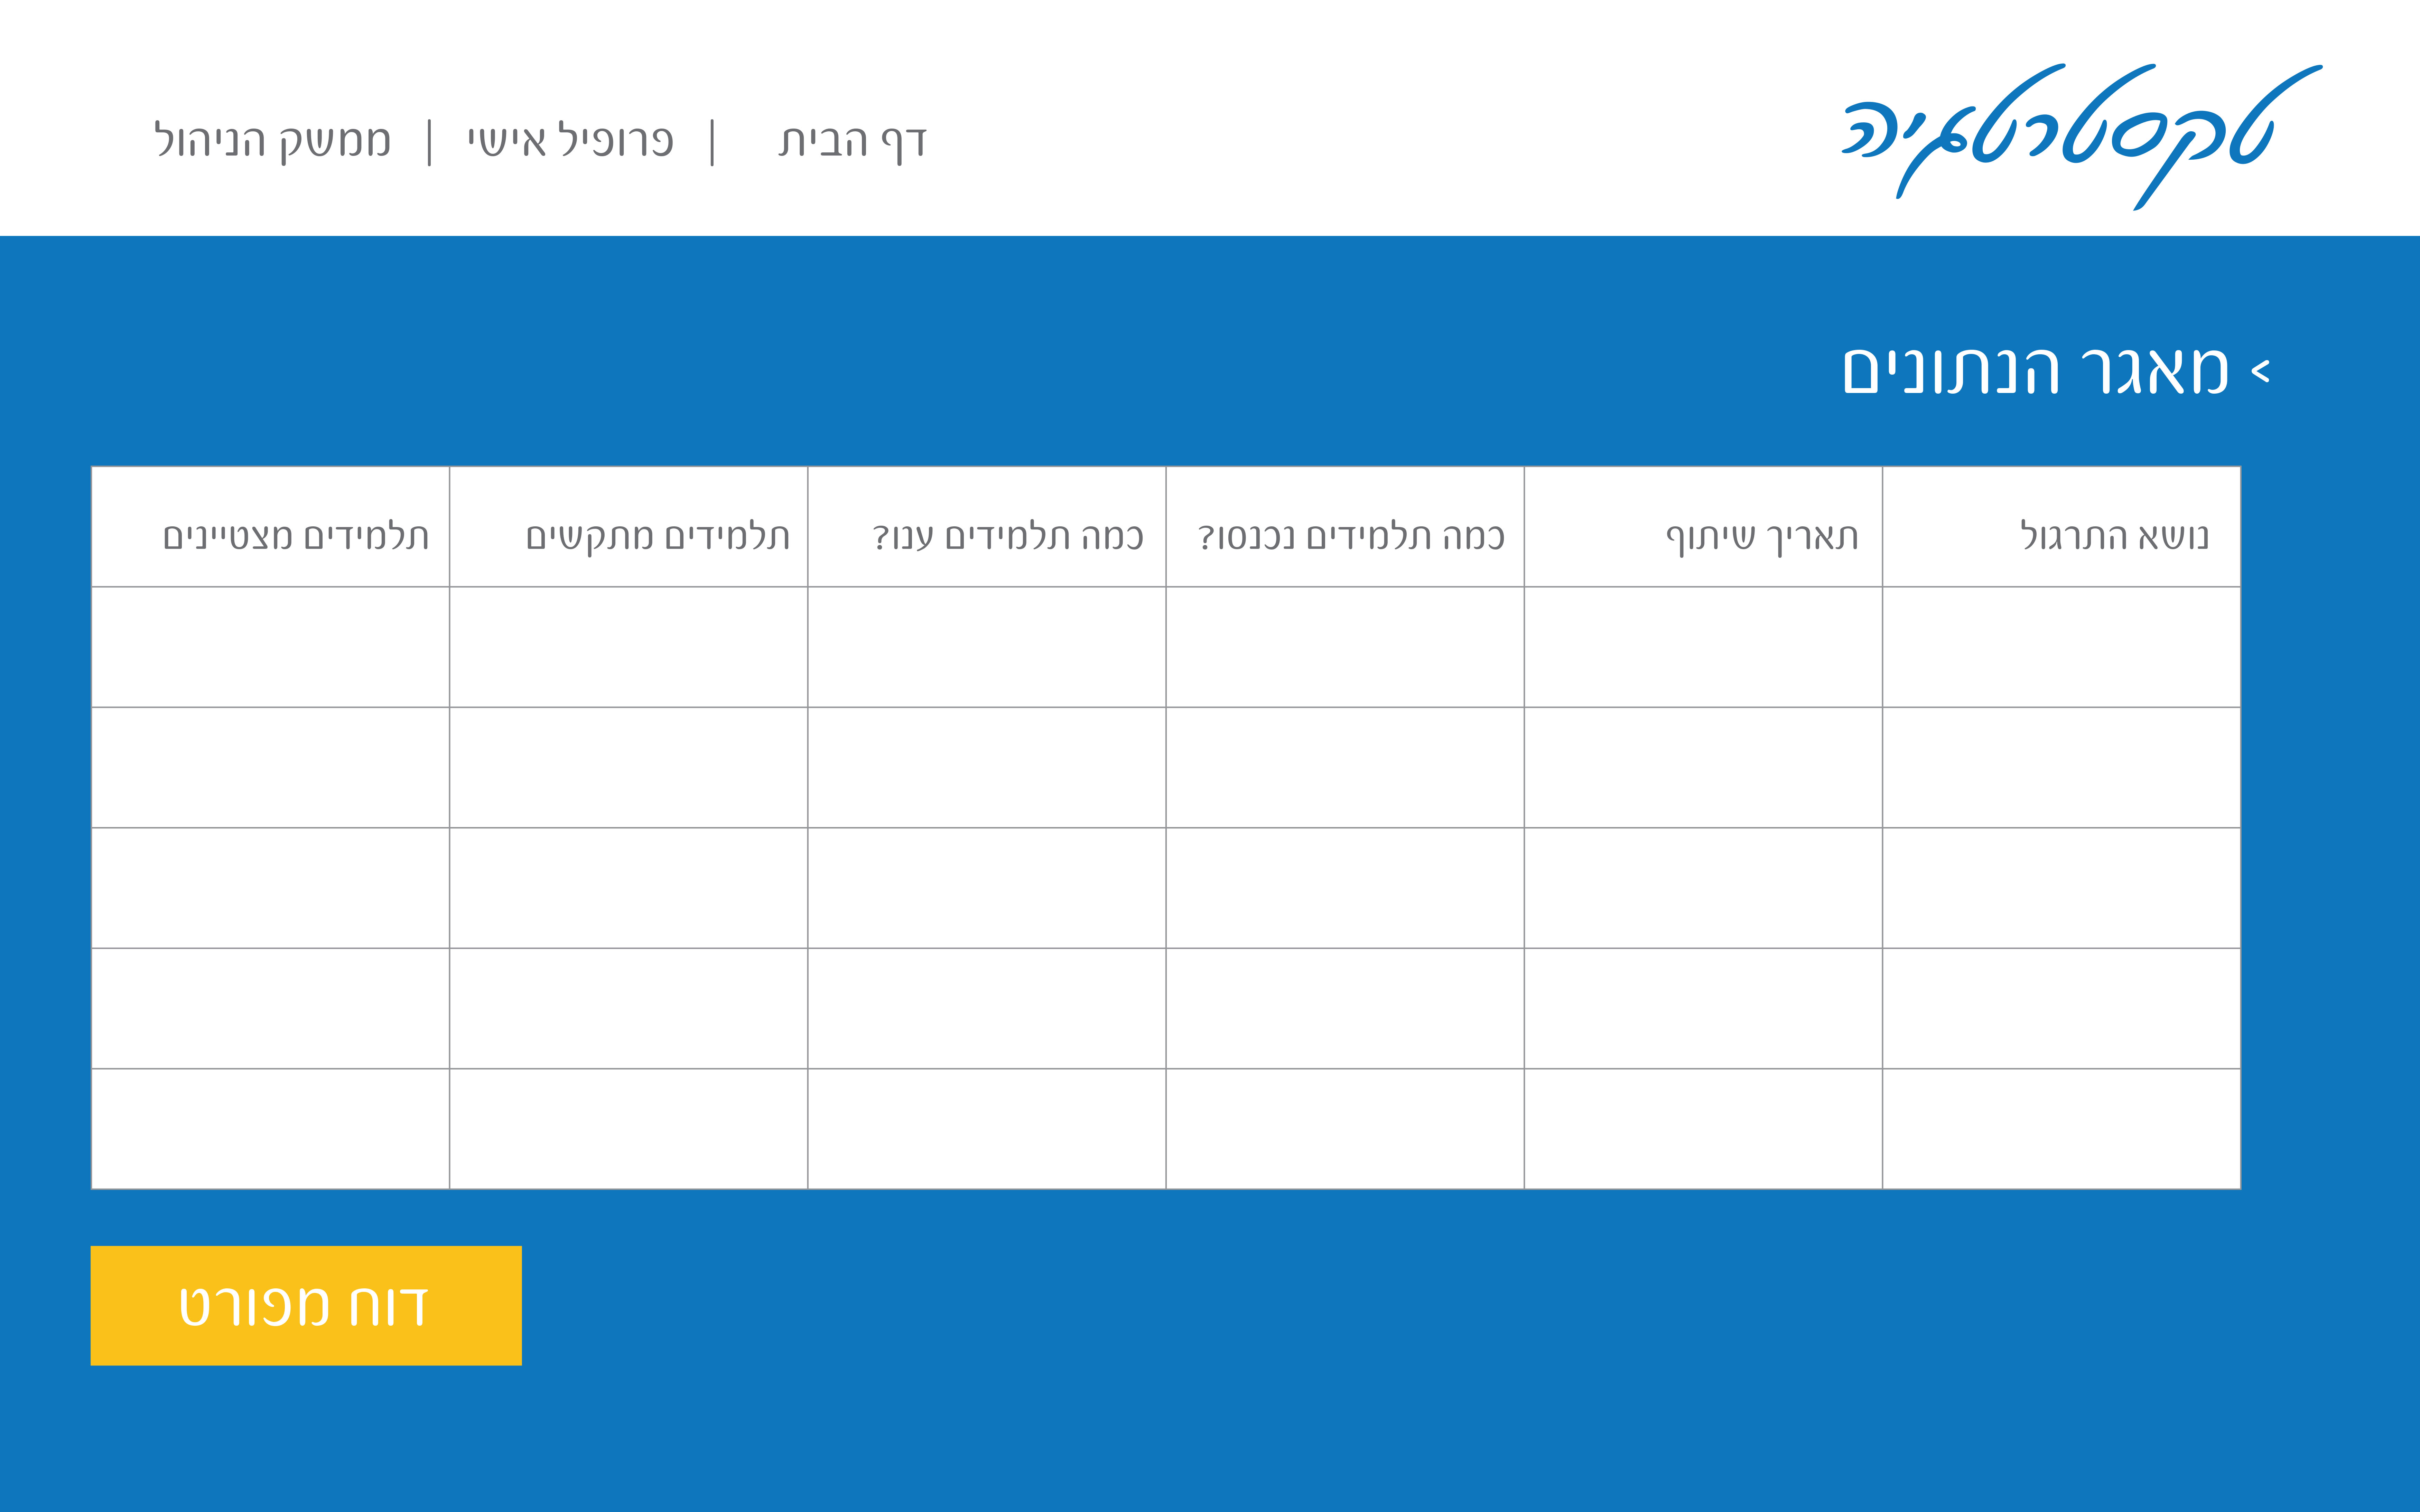 טקסטרטגיה
דף הבית | פרופיל אישי | ממשק הניהול
> מאגר הנתונים
נושא התרגול תאריך שיתוף כמה תלמידים נכנסו? כמה תלמידים ענו? תלמידים מתקשים תלמידים מצטיינים
דוח מפורט